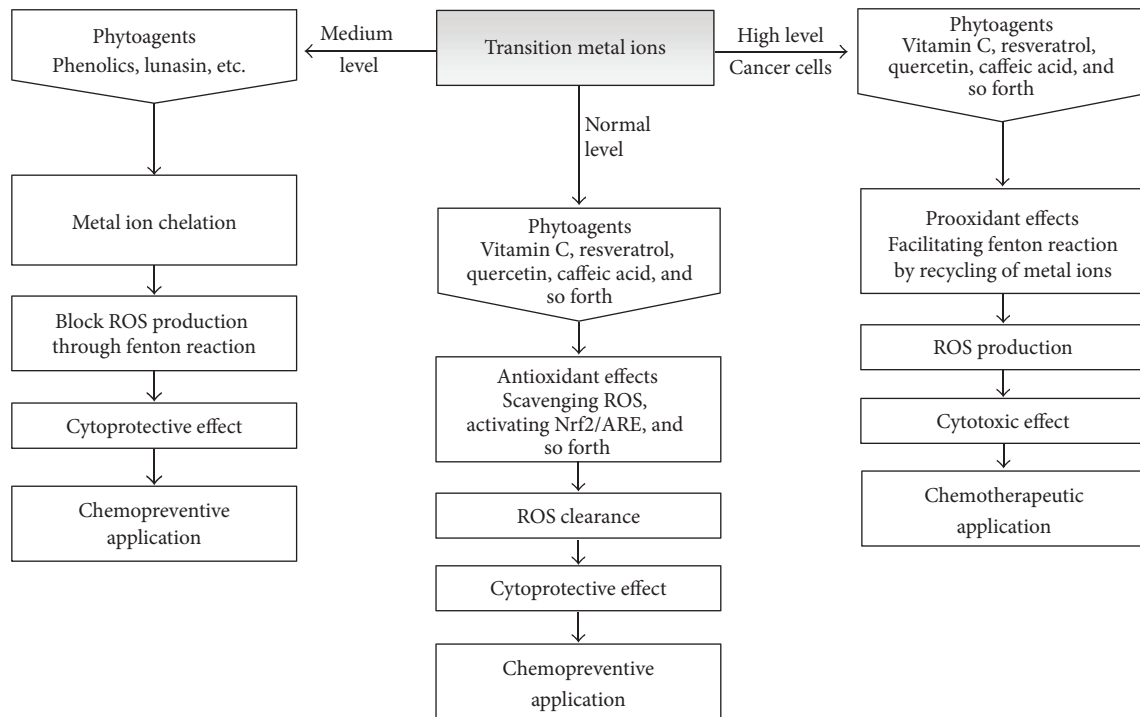 Phytoagents
Phenolics, lunasin, etc.
Medium
level
Transition metal ions
High level
Cancer cells
Phytoagents
Vitamin C, resveratrol,
quercetin, caffeic acid, and
so forth
Normal
level
Metal ion chelation
Block ROS production
through fenton reaction
Cytoprotective effect
Chemopreventive
application
Phytoagents
Vitamin C, resveratrol,
quercetin, caffeic acid, and
so forth
Antioxidant effects
Scavenging ROS,
activating Nrf2/ARE, and
so forth
ROS clearance
Cytoprotective effect
Chemopreventive
application
Prooxidant effects
Facilitating fenton reaction
by recycling of metal ions
ROS production
Cytotoxic effect
Chemotherapeutic
application